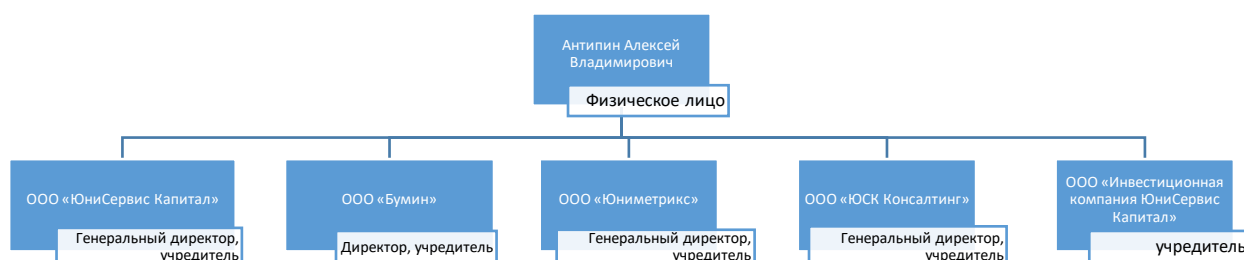 Антипин Алексей
Владимирович
Физическое лицо
ООО «ЮниСервис Капитал»
Генеральный директор,
учредитель
ООО «Бумин»
Директор, учредитель
ООО «Юниметрикс»
Генеральный директор,
учредитель
ООО «ЮСК Консалтинг»
Генеральный директор,
учредитель
ООО «Инвестиционная
компания ЮниСервис
Капитал»
учредитель